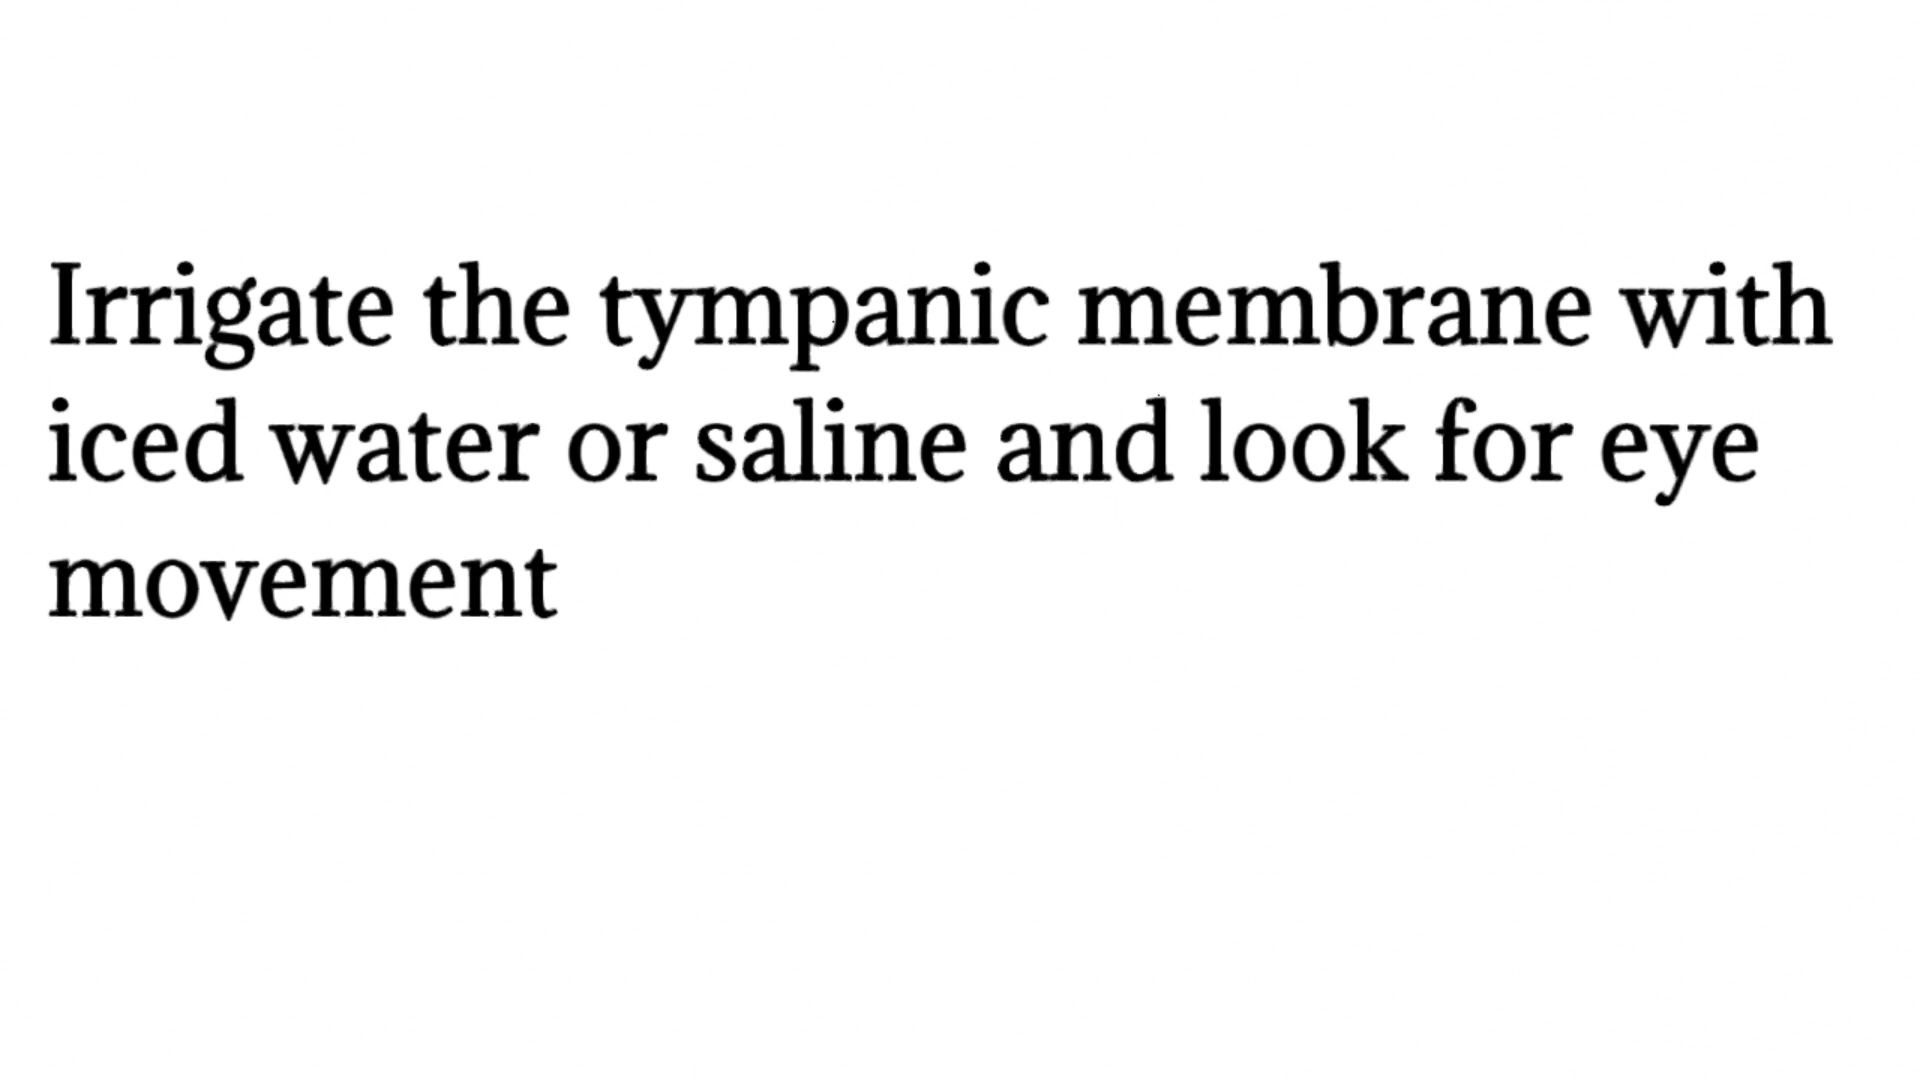 Irrigate the tympanic membrane with
iced water or saline and look for eye
movement